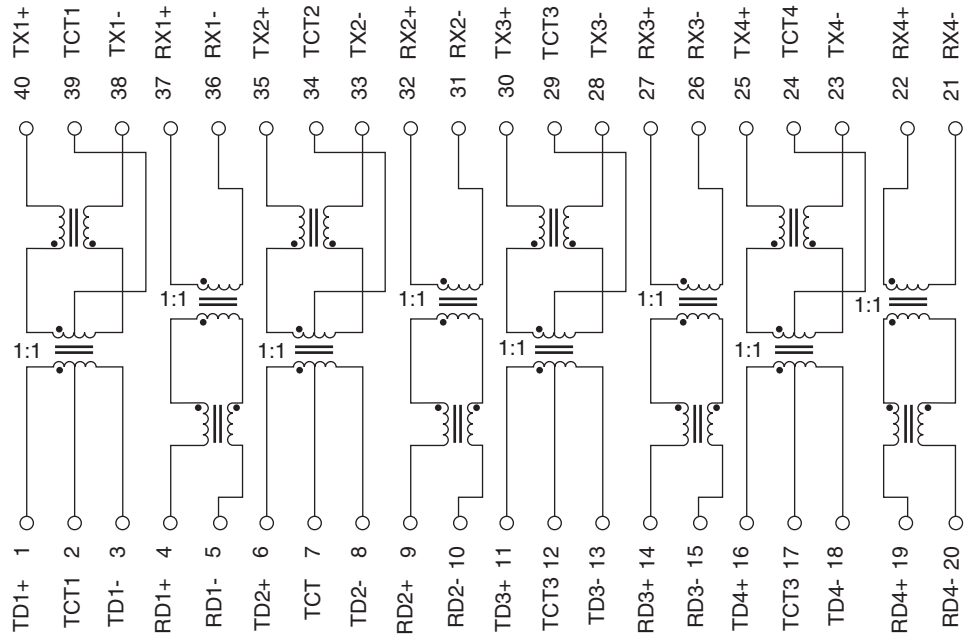 TX1+ TCT1 TX1- RX1+ RX1- TX2+ TCT2 TX2- RX2+ RX2- TX3+ TCT3 TX3- RX3+ RX3- TX4+ TCT4 TX4- RX4+ RX4-
40 39 38 37 36 35 34 33 32 31 30 29 28 27 26 25 24 23 22 21
1:1 1:1 1:1 1:1
1:1 1:1 1:1 1:1
1 2 3 4 5 6 7 8 9 10 11 12 13 14 15 16 17 18 19 20
TD1+ TCT1 TD1- RD1+ RD1- TD2+ TCT TD2- RD2+ RD2- TD3+ TCT3 TD3- RD3+ RD3- TD4+ TCT3 TD4- RD4+ RD4-